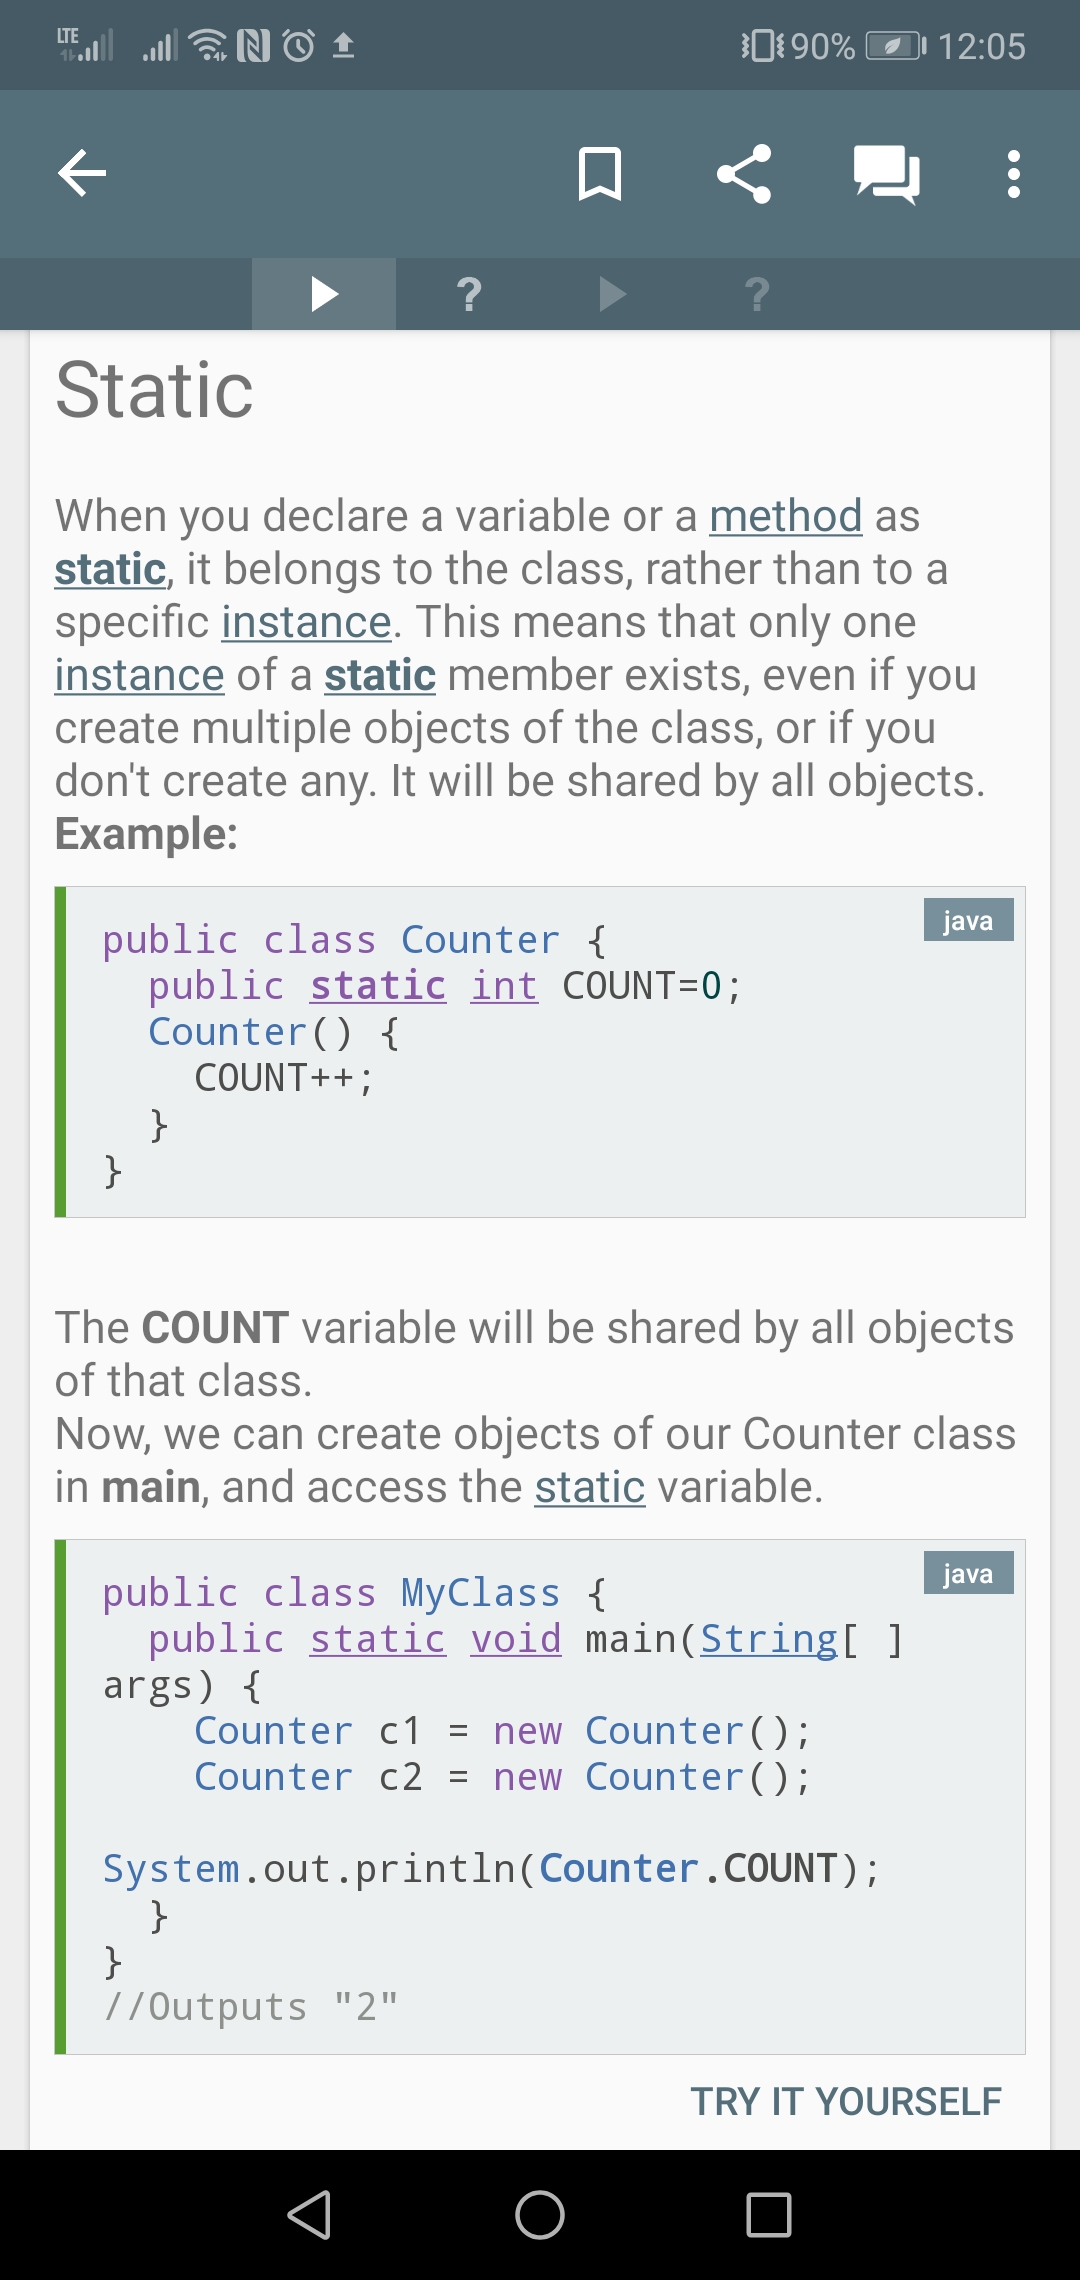 LTE 90% 12:05
? ?
Static
When you declare a variable or a method as
static, it belongs to the class, rather than to a
specific instance. This means that only one
instance of a static member exists, even if you
create multiple objects of the class, or if you
don't create any. It will be shared by all objects.
Example:
java
public class Counter {
  public static int COUNT=0;
  Counter() {
    COUNT++;
  }
}
The COUNT variable will be shared by all objects
of that class.
Now, we can create objects of our Counter class
in main, and access the static variable.
java
public class MyClass {
  public static void main(String[ ]
args) {
    Counter c1 = new Counter();
    Counter c2 = new Counter();
System.out.println(Counter.COUNT);
  }
}
//Outputs "2"
TRY IT YOURSELF